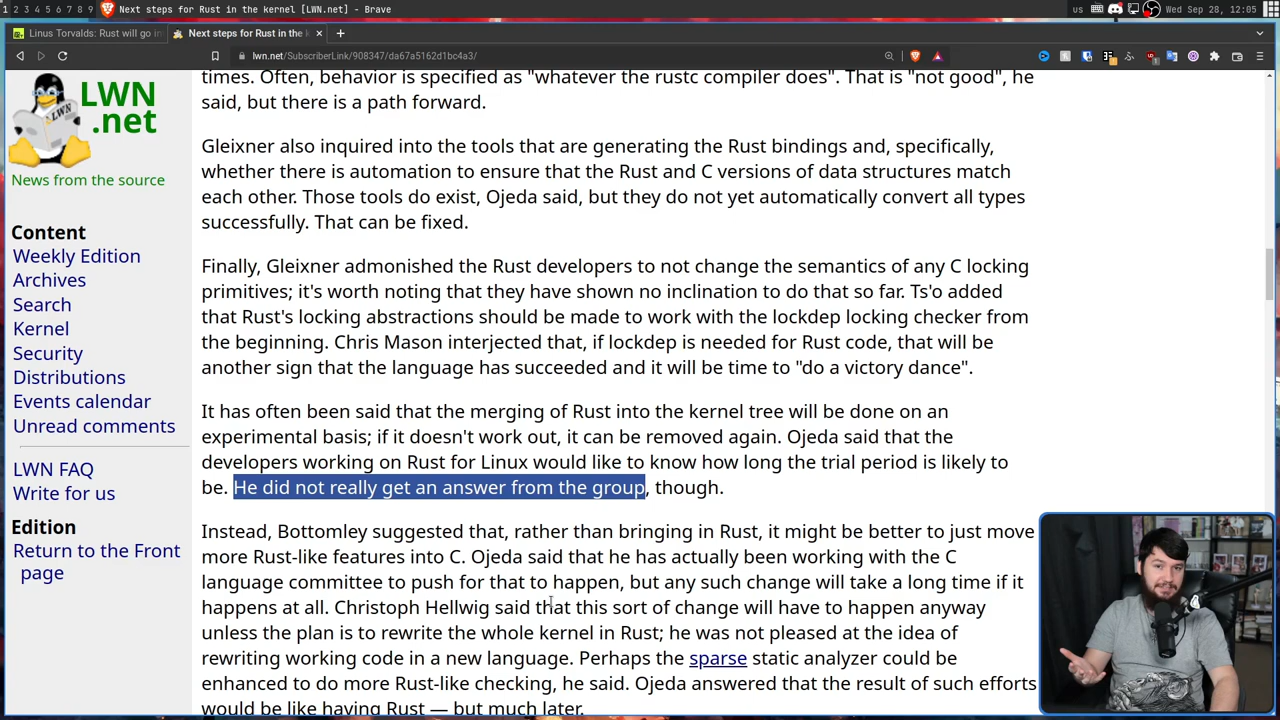 1 2 3 4 5 6 7 8 9 Next steps for Rust in the kernel [LWN.net] - Brave us Wed Sep 28, 12:05
Linus Torvalds: Rust will go in Next steps for Rust in the k
lwn.net/SubscriberLink/908347/da67a5162d1bc4a3/
LWN
.net
News from the source
Content
Weekly Edition
Archives
Search
Kernel
Security
Distributions
Events calendar
Unread comments
LWN FAQ
Write for us
Edition
Return to the Front
page
times. Often, behavior is specified as "whatever the rustc compiler does". That is "not good", he
said, but there is a path forward.
Gleixner also inquired into the tools that are generating the Rust bindings and, specifically,
whether there is automation to ensure that the Rust and C versions of data structures match
each other. Those tools do exist, Ojeda said, but they do not yet automatically convert all types
successfully. That can be fixed.
Finally, Gleixner admonished the Rust developers to not change the semantics of any C locking
primitives; it's worth noting that they have shown no inclination to do that so far. Ts'o added
that Rust's locking abstractions should be made to work with the lockdep locking checker from
the beginning. Chris Mason interjected that, if lockdep is needed for Rust code, that will be
another sign that the language has succeeded and it will be time to "do a victory dance".
It has often been said that the merging of Rust into the kernel tree will be done on an
experimental basis; if it doesn't work out, it can be removed again. Ojeda said that the
developers working on Rust for Linux would like to know how long the trial period is likely to
be. He did not really get an answer from the group, though.
Instead, Bottomley suggested that, rather than bringing in Rust, it might be better to just move
more Rust-like features into C. Ojeda said that he has actually been working with the C
language committee to push for that to happen, but any such change will take a long time if it
happens at all. Christoph Hellwig said that this sort of change will have to happen anyway
unless the plan is to rewrite the whole kernel in Rust; he was not pleased at the idea of
rewriting working code in a new language. Perhaps the sparse static analyzer could be
enhanced to do more Rust-like checking, he said. Ojeda answered that the result of such efforts
would be like having Rust — but much later.